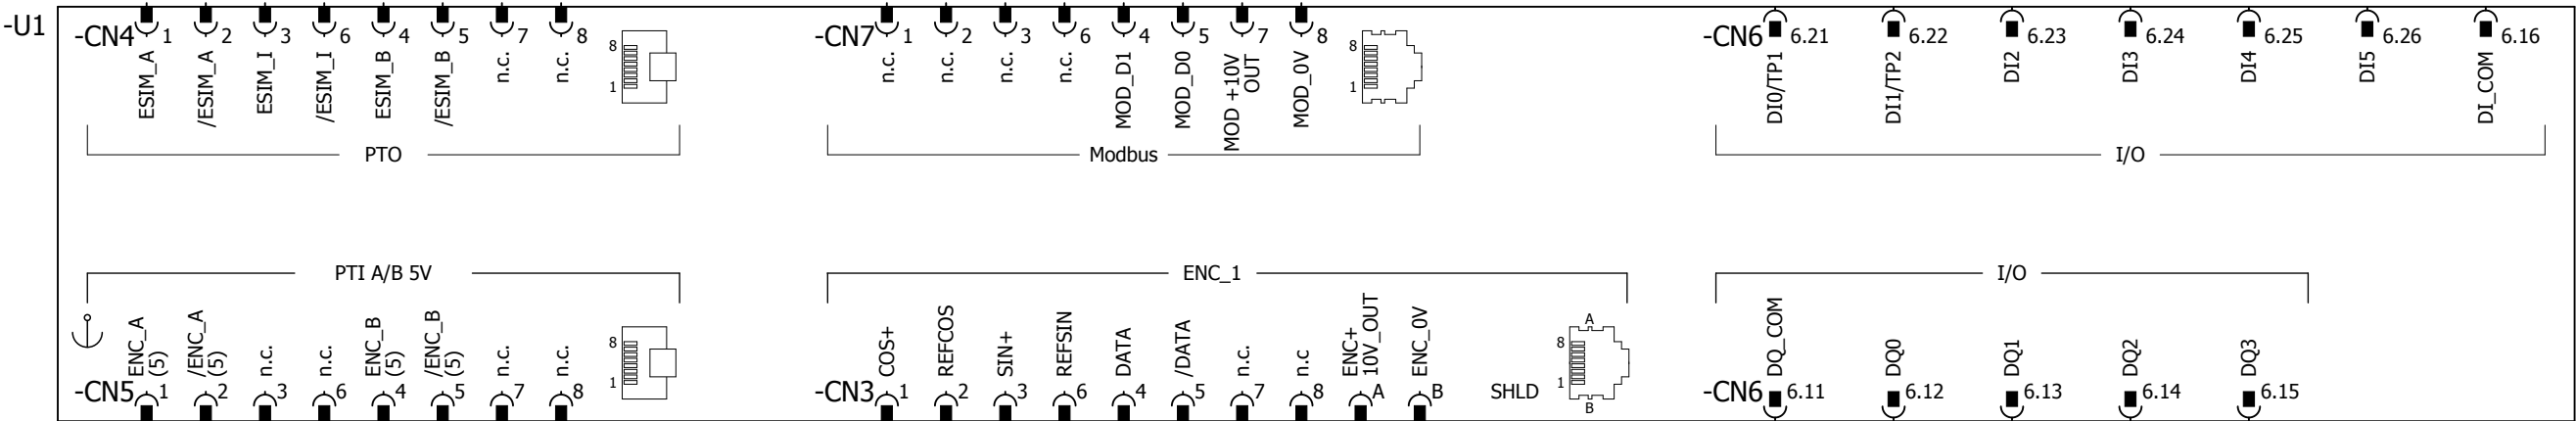 -U1
-CN4 1 2 3 6 4 5 7 8
ESIM_A /ESIM_A ESIM_I /ESIM_I ESIM_B /ESIM_B n.c. n.c.
8
1
PTO
-CN7 1 2 3 6 4 5 7 8
n.c. n.c. n.c. n.c. MOD_D1 MOD_D0 MOD +10V OUT MOD_0V
8
1
Modbus
-CN6 6.21 6.22 6.23 6.24 6.25 6.26 6.16
DI0/TP1 DI1/TP2 DI2 DI3 DI4 DI5 DI_COM
I/O
PTI A/B 5V
ENC_A (5) /ENC_A (5) n.c. n.c. ENC_B (5) /ENC_B (5) n.c. n.c.
8
1
-CN5 1 2 3 6 4 5 7 8
ENC_1
COS+ REFCOS SIN+ REFSIN DATA /DATA n.c. n.c ENC+ 10V_OUT ENC_0V
A
8
1
B
-CN3 1 2 3 6 4 5 7 8 A B SHLD
I/O
DQ_COM DQ0 DQ1 DQ2 DQ3
-CN6 6.11 6.12 6.13 6.14 6.15